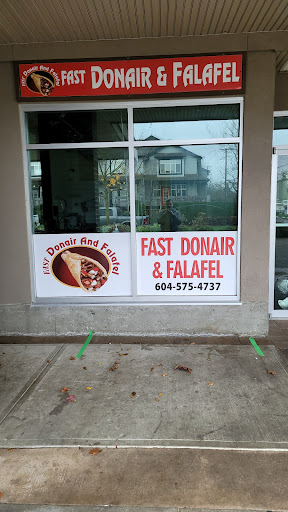 Fast Donair And Falafel
FAST DONAIR & FALAFEL
FAST Donair And Falafel
FAST DONAIR
& FALAFEL
604-575-4737